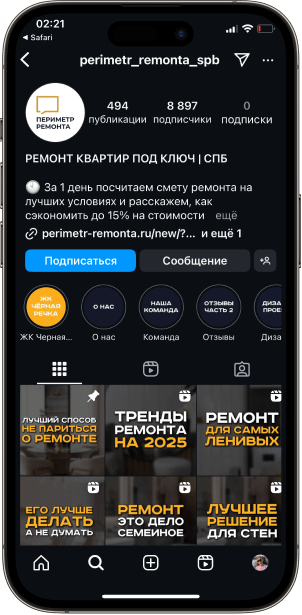 02:21
Safari
perimetr_remonta_spb
ПЕРИМЕТР
РЕМОНТА
494
публикации
8 897
подписчики
0
подписки
РЕМОНТ КВАРТИР ПОД КЛЮЧ | СПБ
За 1 день посчитаем смету ремонта на
лучших условиях и расскажем, как
сэкономить до 15% на стоимости ещё
perimetr-remonta.ru/new/?... и ещё 1
Подписаться
Сообщение
ЖК
ЧЁРНАЯ
РЕЧКА
О НАС
НАША
КОМАНДА
ОТЗЫВЫ
ЧАСТЬ 2
ДИЗА
ПРОЕ
ЖК Черная...
О нас
Команда
Отзывы
Диза
ЛУЧШИЙ СПОСОБ
НЕ ПАРИТЬСЯ
О РЕМОНТЕ
ТРЕНДЫ
РЕМОНТА
НА 2025
РЕМОНТ
ДЛЯ САМЫХ
ЛЕНИВЫХ
ЕГО ЛУЧШЕ
ДЕЛАТЬ
А НЕ ДУМАТЬ
РЕМОНТ
ЭТО ДЕЛО
СЕМЕЙНОЕ
ЛУЧШЕЕ
РЕШЕНИЕ
ДЛЯ СТЕН